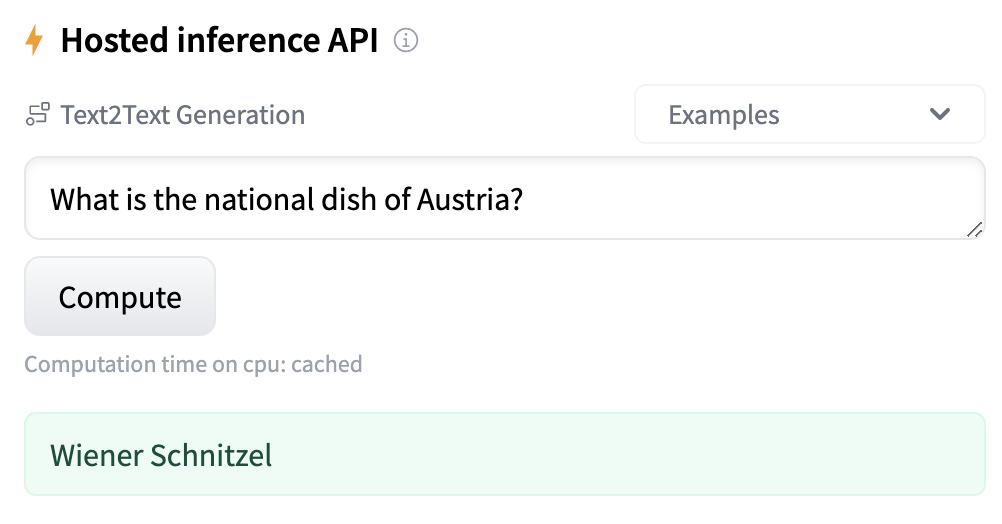 Hosted inference API
Text2Text Generation
Examples
What is the national dish of Austria?
Compute
Computation time on cpu: cached
Wiener Schnitzel